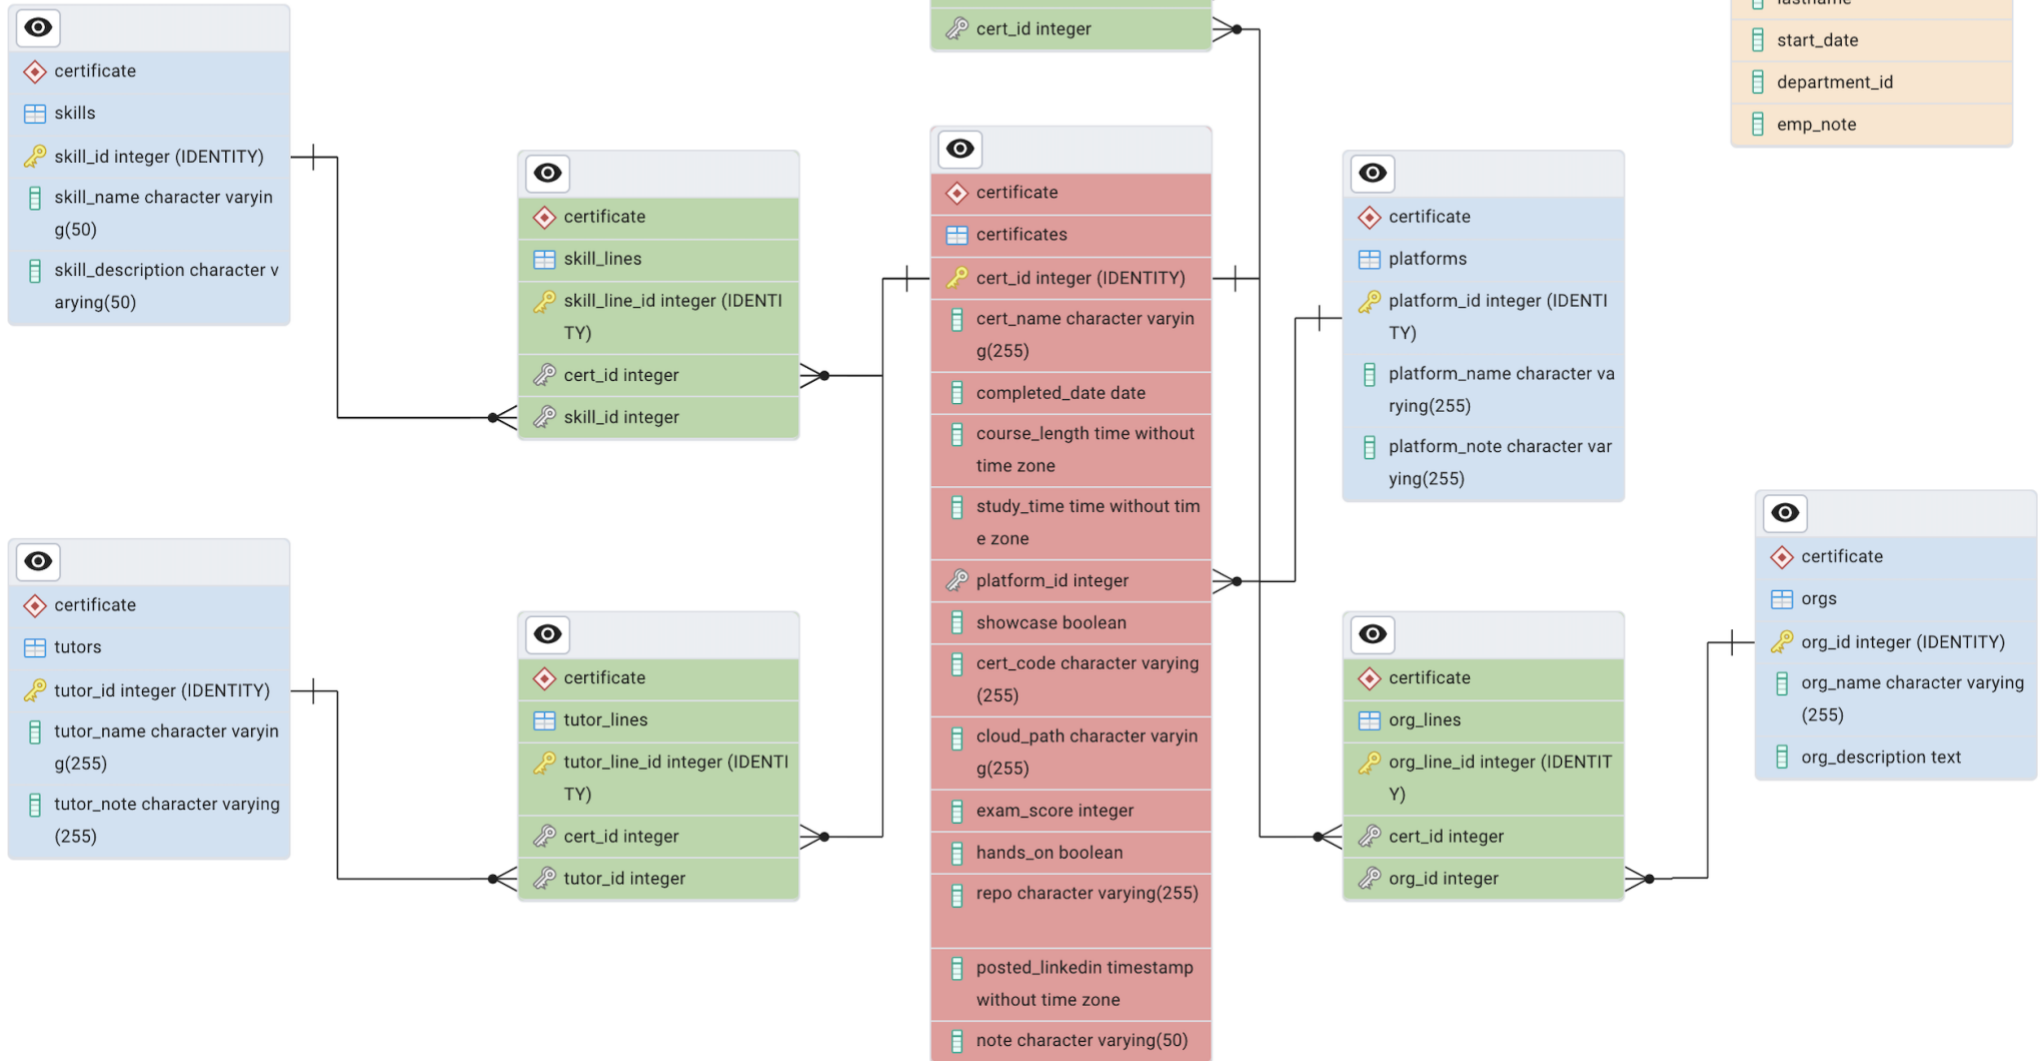 certificate
skills
skill_id integer (IDENTITY)
skill_name character varyin
g(50)
skill_description character v
arying(50)
certificate
tutors
tutor_id integer (IDENTITY)
tutor_name character varyin
g(255)
tutor_note character varying
(255)
certificate
skill_lines
skill_line_id integer (IDENTI
TY)
cert_id integer
skill_id integer
certificate
tutor_lines
tutor_line_id integer (IDENTI
TY)
cert_id integer
tutor_id integer
cert_id integer
certificate
certificates
cert_id integer (IDENTITY)
cert_name character varyin
g(255)
completed_date date
course_length time without
time zone
study_time time without tim
e zone
platform_id integer
showcase boolean
cert_code character varying
(255)
cloud_path character varyin
g(255)
exam_score integer
hands_on boolean
repo character varying(255)
posted_linkedin timestamp
without time zone
note character varying(50)
certificate
platforms
platform_id integer (IDENTI
TY)
platform_name character va
rying(255)
platform_note character var
ying(255)
certificate
org_lines
org_line_id integer (IDENTIT
Y)
cert_id integer
org_id integer
lastname
start_date
department_id
emp_note
certificate
orgs
org_id integer (IDENTITY)
org_name character varying
(255)
org_description text